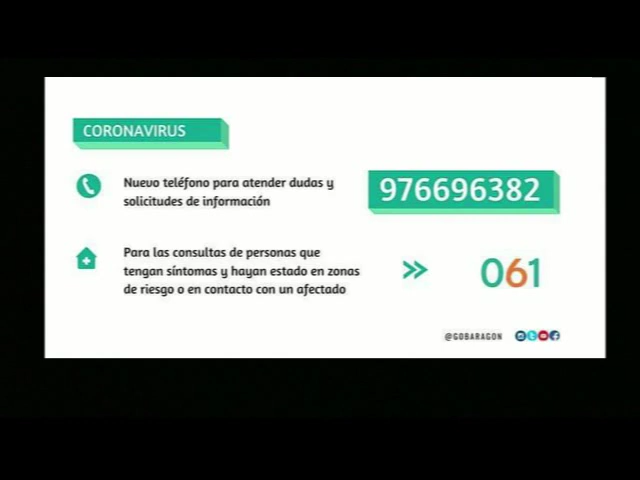 CORONAVIRUS
Nuevo teléfono para atender dudas y
solicitudes de información
976696382
Para las consultas de personas que
tengan síntomas y hayan estado en zonas
de riesgo o en contacto con un afectado
061
@GOBARAGON